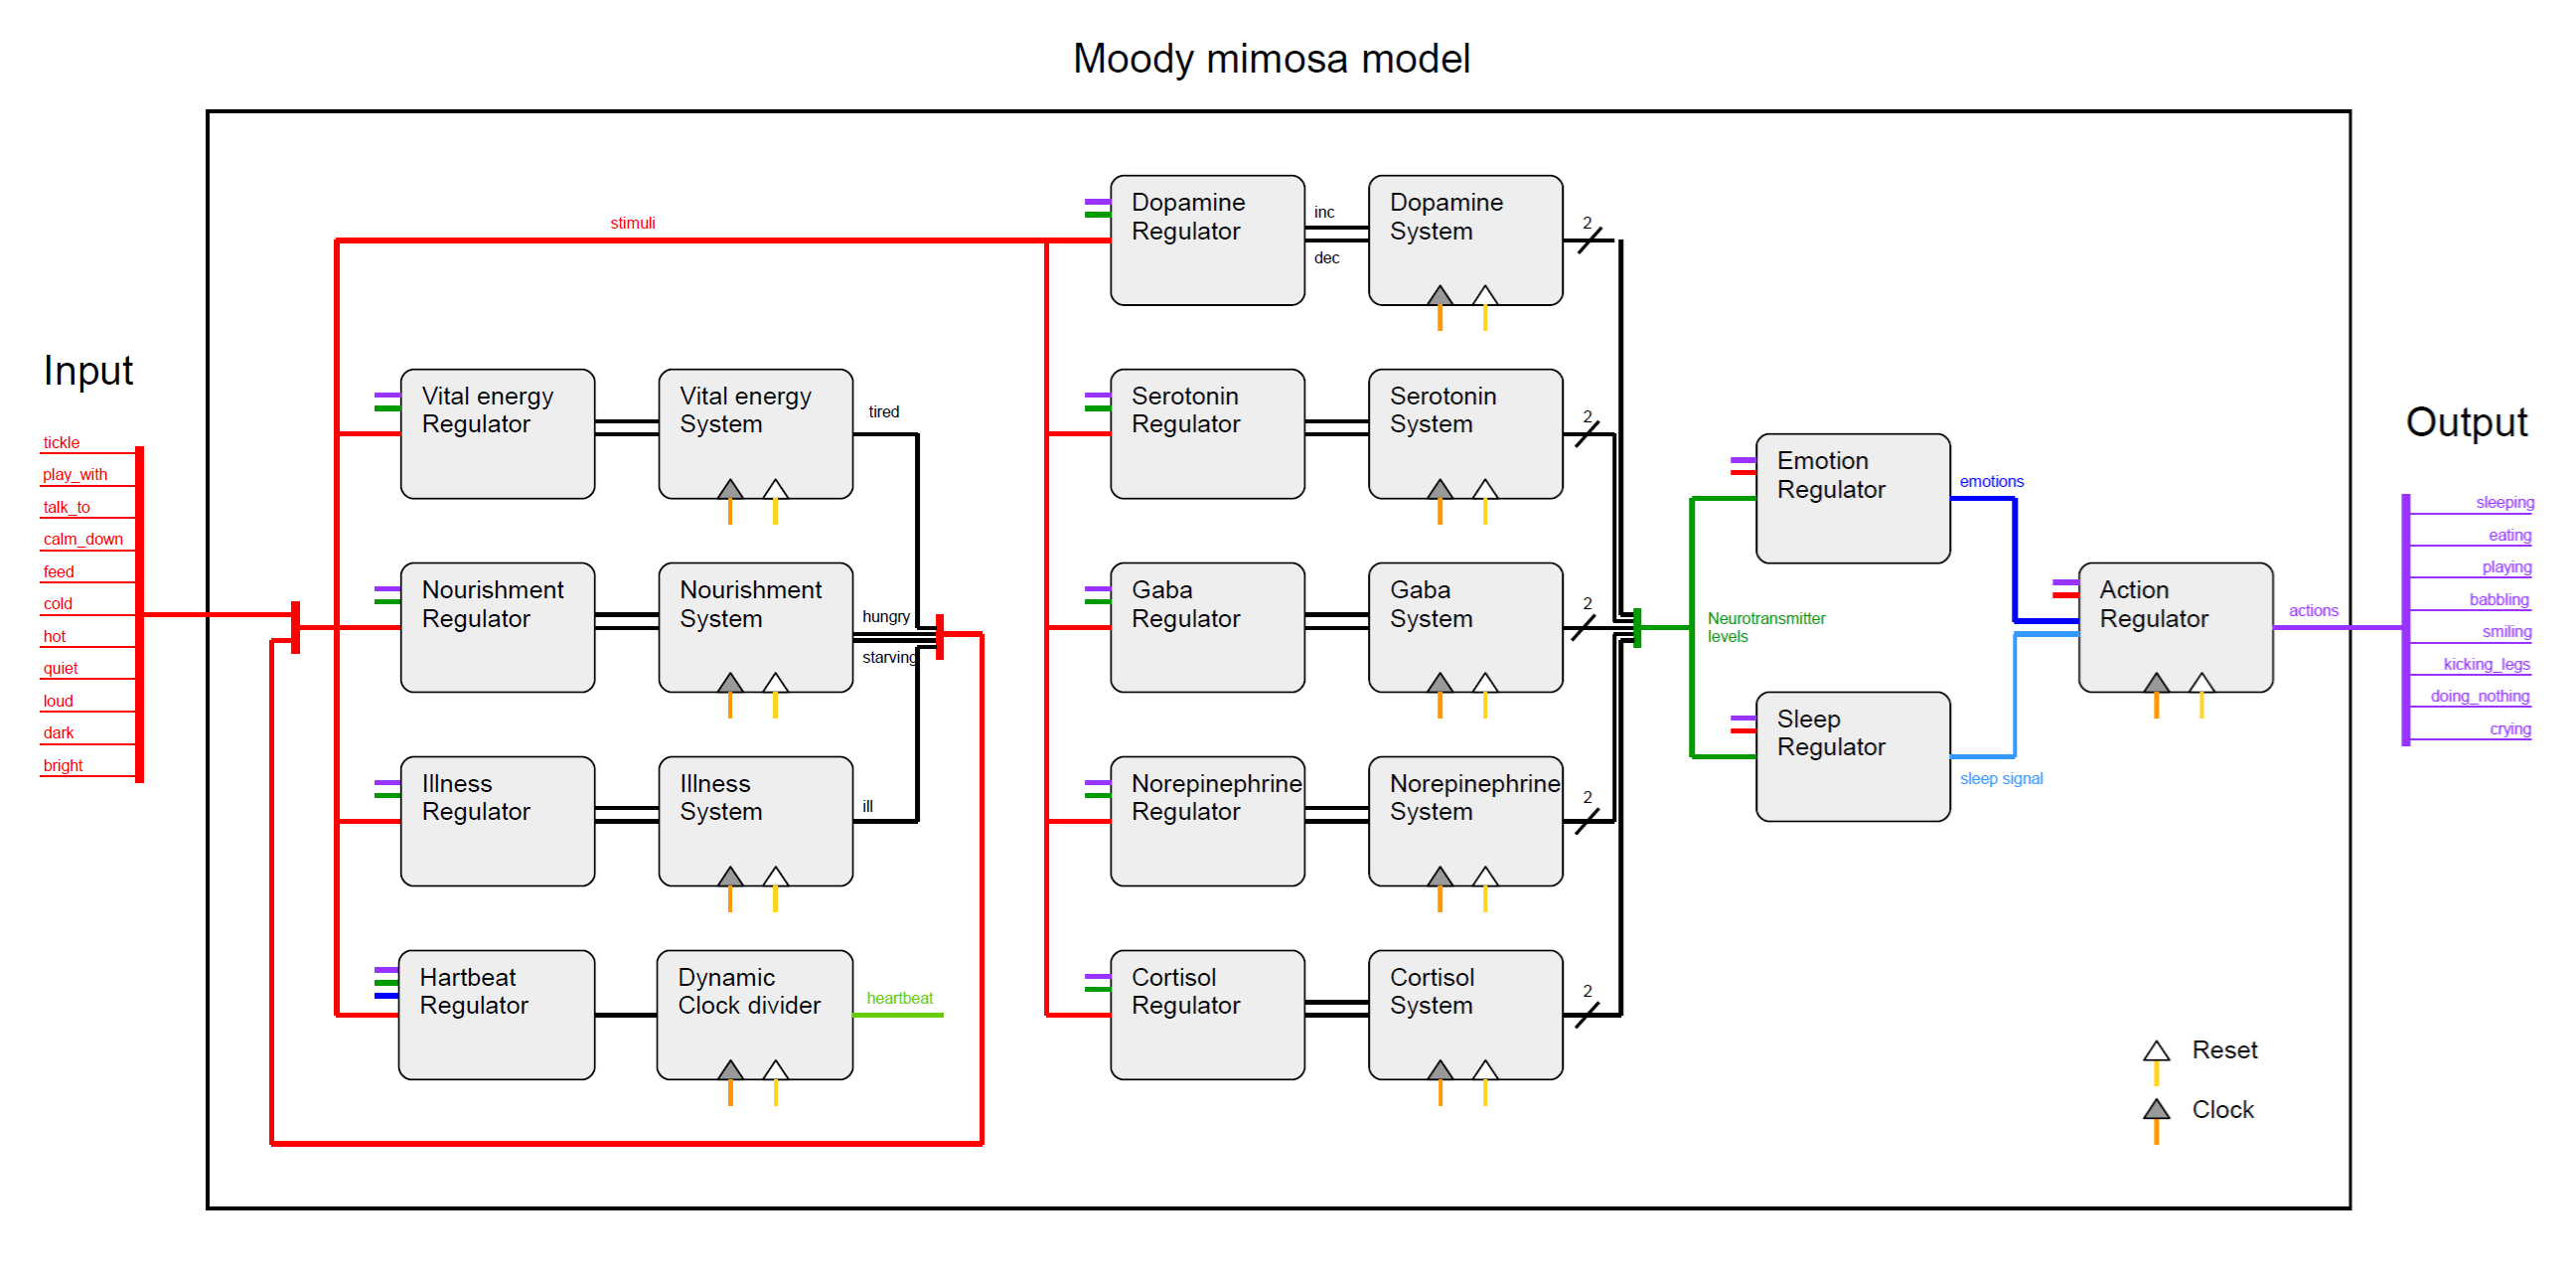 Moody mimosa model
Input
tickle
play_with
talk_to
calm_down
feed
cold
hot
quiet
loud
dark
bright
stimuli
Vital energy
Regulator
Vital energy
System
tired
Nourishment
Regulator
Nourishment
System
hungry
starving
Illness
Regulator
Illness
System
ill
Hartbeat
Regulator
Dynamic
Clock divider
heartbeat
Dopamine
Regulator
inc
dec
Dopamine
System
2
Serotonin
Regulator
Serotonin
System
2
Gaba
Regulator
Gaba
System
2
Norepinephrine
Regulator
Norepinephrine
System
2
Cortisol
Regulator
Cortisol
System
2
Neurotransmitter
levels
Emotion
Regulator
emotions
Sleep
Regulator
sleep signal
Action
Regulator
actions
Output
sleeping
eating
playing
babbling
smiling
kicking_legs
doing_nothing
crying
Reset
Clock